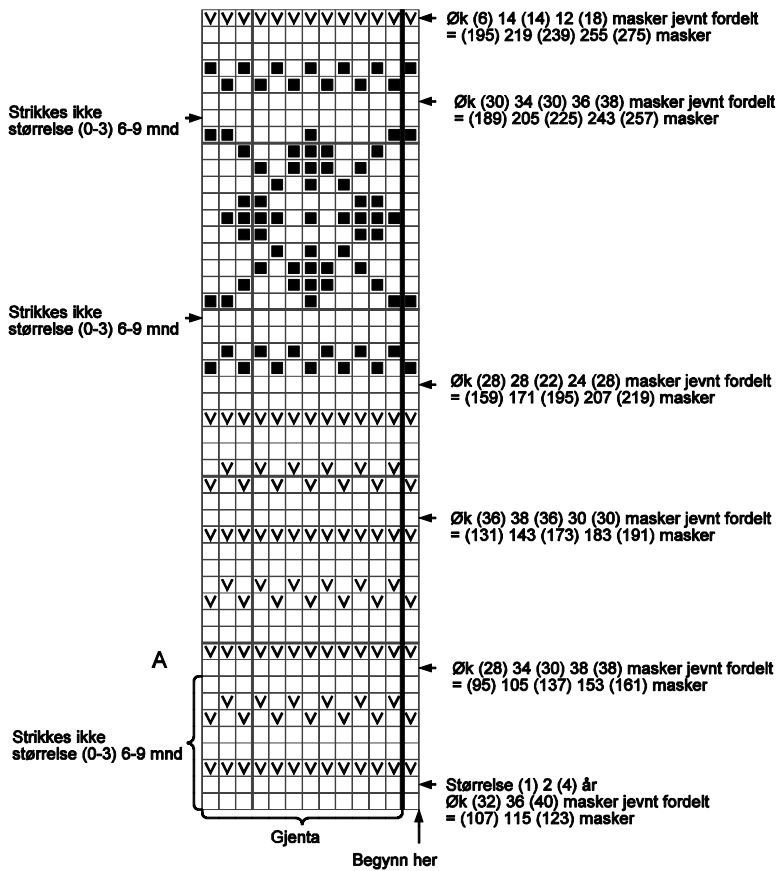 Øk (6) 14 (14) 12 (18) masker jevnt fordelt
= (195) 219 (239) 255 (275) masker
Øk (30) 34 (30) 36 (38) masker jevnt fordelt
= (189) 205 (225) 243 (257) masker
Strikkes ikke
størrelse (0-3) 6-9 mnd
Strikkes ikke
størrelse (0-3) 6-9 mnd
Øk (28) 28 (22) 24 (28) masker jevnt fordelt
= (159) 171 (195) 207 (219) masker
Øk (36) 38 (36) 30 (30) masker jevnt fordelt
= (131) 143 (173) 183 (191) masker
A
Øk (28) 34 (30) 38 (38) masker jevnt fordelt
= (95) 105 (137) 153 (161) masker
Strikkes ikke
størrelse (0-3) 6-9 mnd
Størrelse (1) 2 (4) år
Øk (32) 36 (40) masker jevnt fordelt
= (107) 115 (123) masker
Gjenta
Begynn her